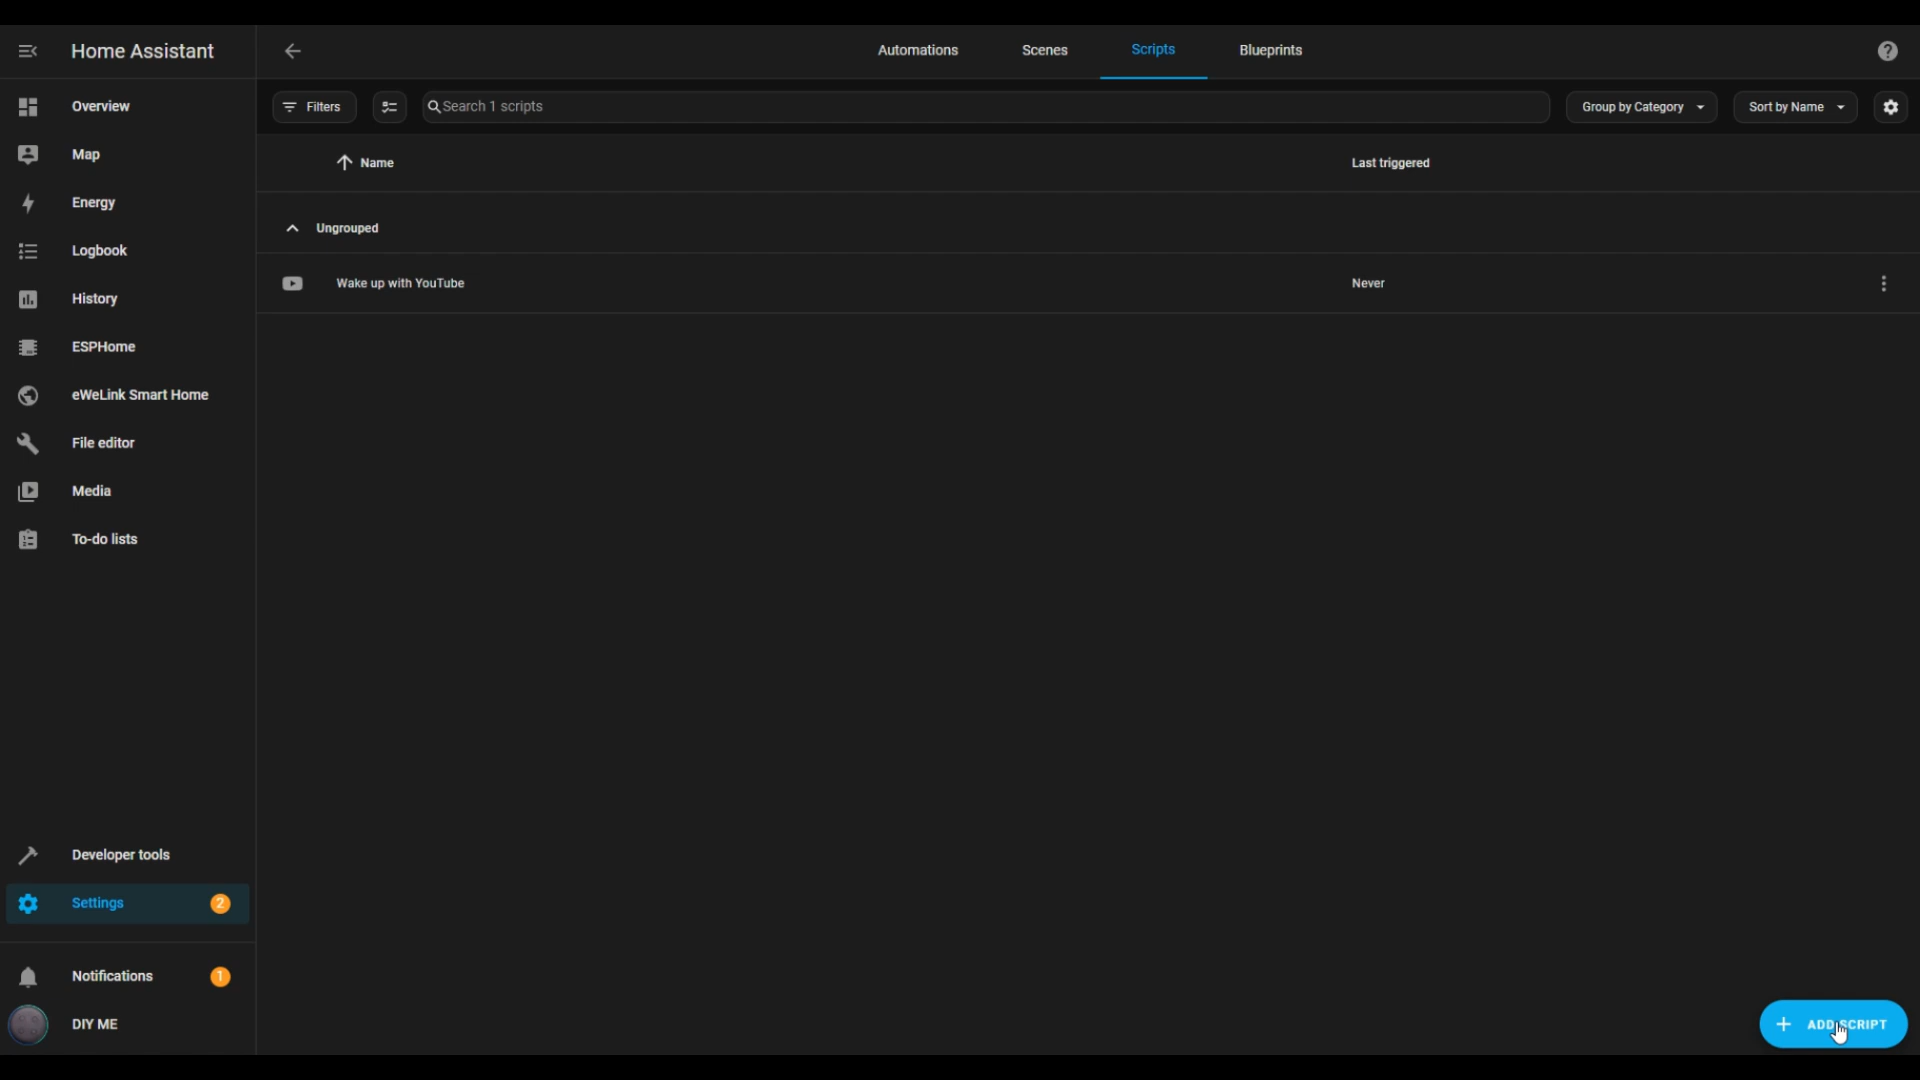 Home Assistant
Automations
Scenes
Scripts
Blueprints
Overview
Filters
Search 1 scripts
Group by Category
Sort by Name
Map
Name
Last triggered
Energy
Ungrouped
Logbook
Wake up with YouTube
Never
History
ESPHome
eWeLink Smart Home
File editor
Media
To-do lists
Developer tools
Settings
2
Notifications
1
DIY ME
ADD SCRIPT